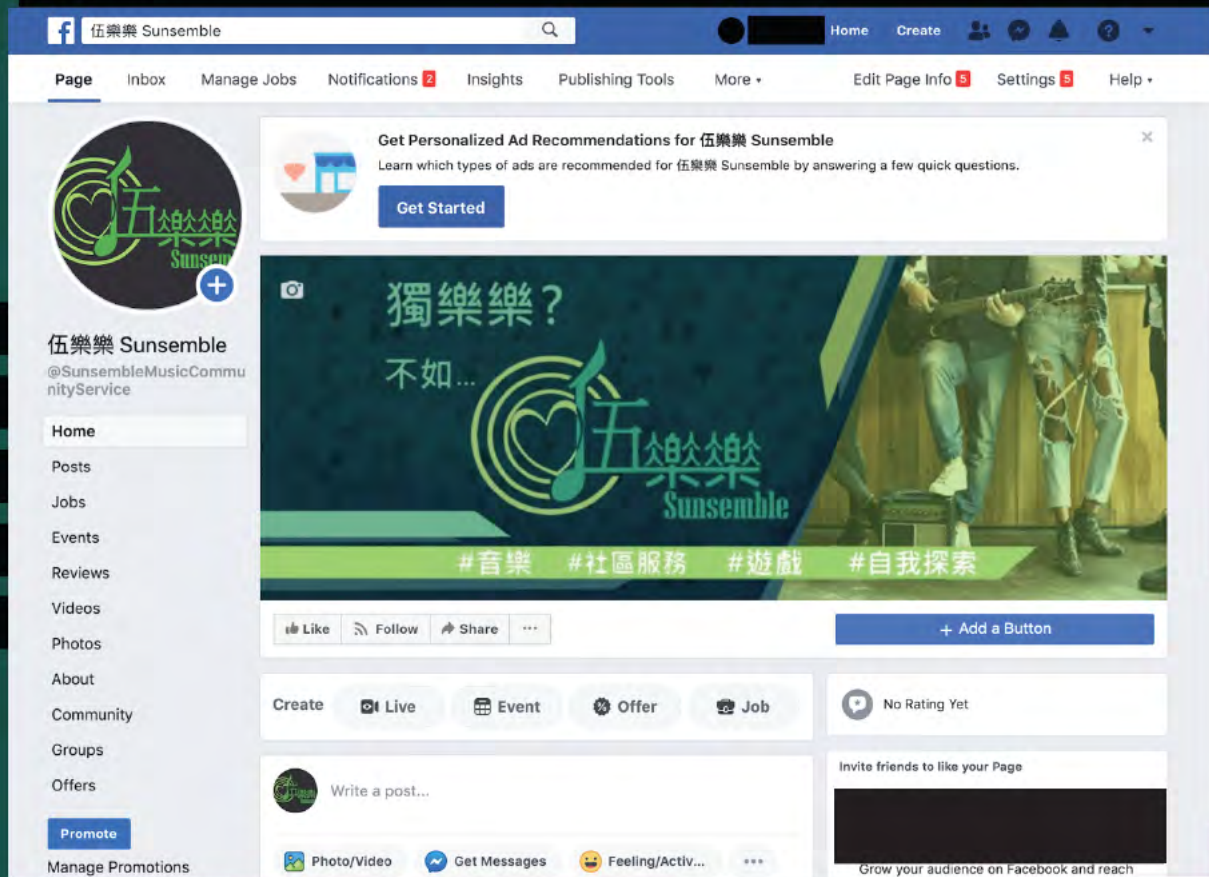 伍樂樂 Sunsemble
Home Create
Page Inbox Manage Jobs Notifications 2 Insights Publishing Tools More Edit Page Info 5 Settings 5 Help
伍樂樂
Sunsem
伍樂樂 Sunsemble
@SunsembleMusicCommu
nityService
Home
Posts
Jobs
Events
Reviews
Videos
Photos
About
Community
Groups
Offers
Promote
Manage Promotions
Get Personalized Ad Recommendations for 伍樂樂 Sunsemble
Learn which types of ads are recommended for 伍樂樂 Sunsemble by answering a few quick questions.
Get Started
獨樂樂?
不如...
伍樂樂
Sunsemble
#音樂 #社區服務 #遊戲 #自我探索
Like Follow Share ...
+ Add a Button
Create Live Event Offer Job
No Rating Yet
Write a post...
Photo/Video Get Messages Feeling/Activ... ...
Invite friends to like your Page
Grow your audience on Facebook and reach